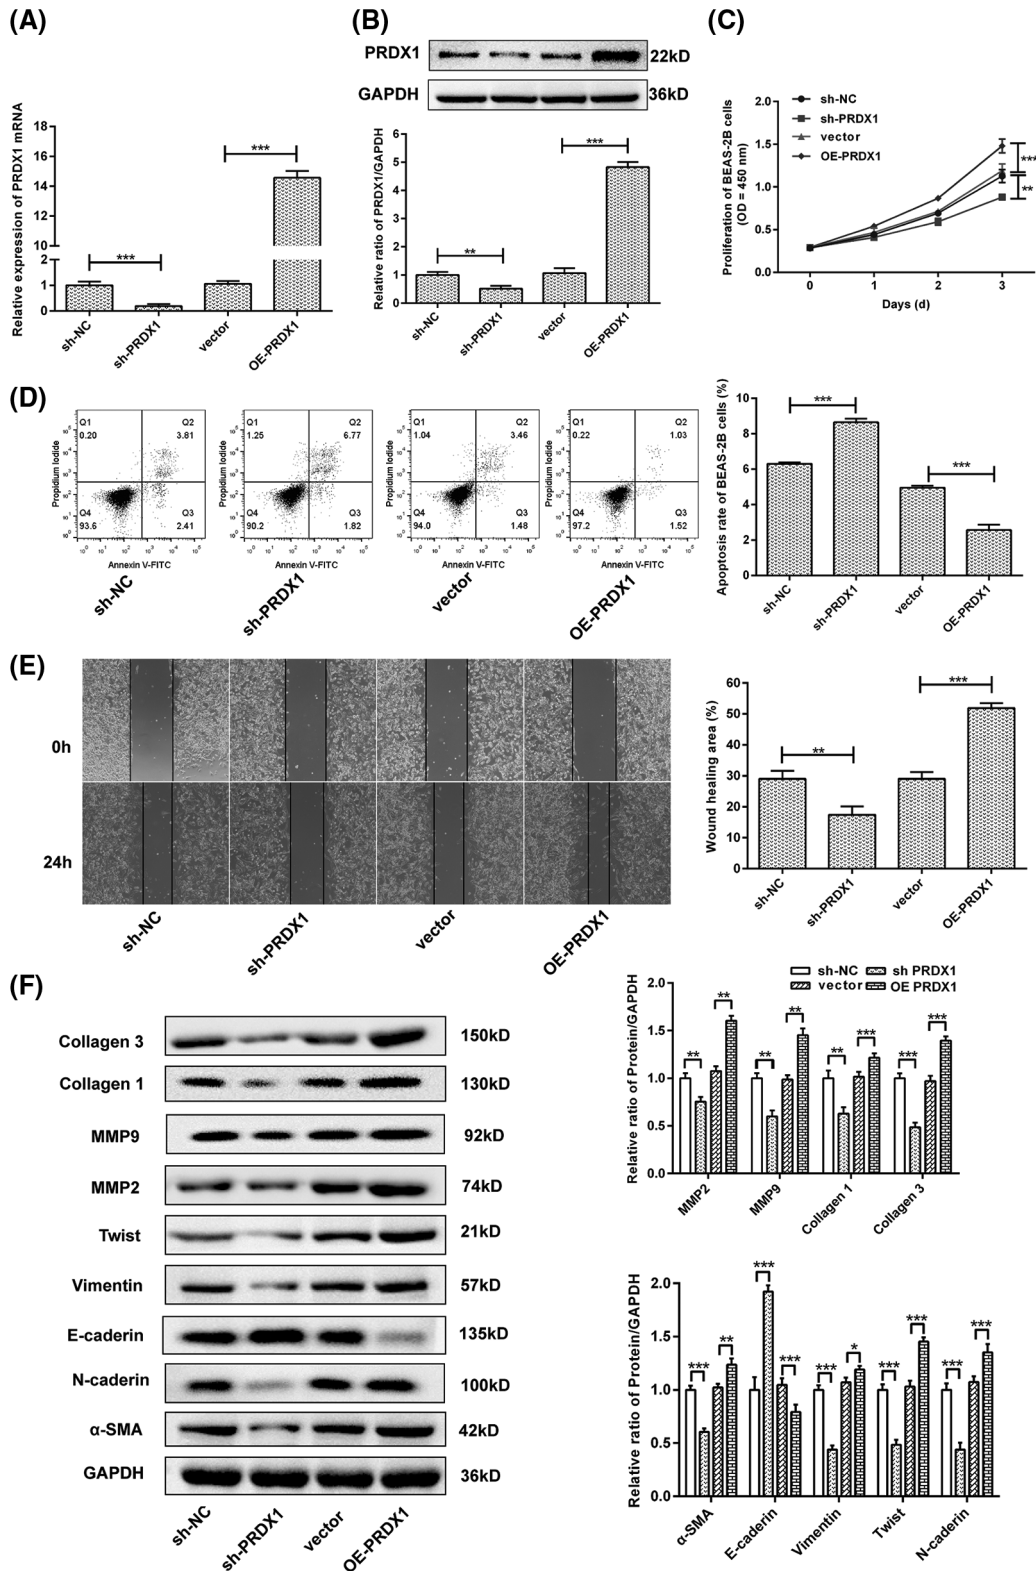 (A)
Relative expression of PRDX1 mRNA
16
14
12
10
2
1
0
***
***
sh-NC
sh-PRDX1
vector
OE-PRDX1
(B)
PRDX1
22kD
GAPDH
36kD
Relative ratio of PRDX1/GAPDH
6
5
4
3
2
1
0
**
***
sh-NC
sh-PRDX1
vector
OE-PRDX1
(C)
sh-NC
sh-PRDX1
vector
OE-PRDX1
Proliferation of BEAS-2B cells
(OD = 450 nm)
2.0
1.5
1.0
0.5
0.0
***
**
0 1 2 3
Days (d)
(D)
Propidium Iodide
Q1
0.20
Q2
3.81
Q4
93.6
Q3
2.41
Annexin V-FITC
sh-NC
Propidium Iodide
Q1
1.25
Q2
6.77
Q4
90.2
Q3
1.82
Annexin V-FITC
sh-PRDX1
Propidium Iodide
Q1
1.04
Q2
3.46
Q4
94.0
Q3
1.48
Annexin V-FITC
vector
Propidium Iodide
Q1
0.22
Q2
1.03
Q4
97.2
Q3
1.52
Annexin V-FITC
OE-PRDX1
Apoptosis rate of BEAS-2B cells (%)
10
8
6
4
2
0
***
***
sh-NC
sh-PRDX1
vector
OE-PRDX1
(E)
0h
24h
sh-NC
sh-PRDX1
vector
OE-PRDX1
Wound healing area (%)
60
50
40
30
20
10
0
**
***
sh-NC
sh-PRDX1
vector
OE-PRDX1
(F)
Collagen 3
150kD
Collagen 1
130kD
MMP9
92kD
MMP2
74kD
Twist
21kD
Vimentin
57kD
E-caderin
135kD
N-caderin
100kD
α-SMA
42kD
GAPDH
36kD
sh-NC
sh-PRDX1
vector
OE-PRDX1
sh-NC
sh PRDX1
vector
OE PRDX1
Relative ratio of Protein/GAPDH
2.0
1.5
1.0
0.5
0.0
** ** ** ** ** *** *** ***
MMP2
MMP9
Collagen 1
Collagen 3
Relative ratio of Protein/GAPDH
2.0
1.5
1.0
0.5
0.0
*** ** *** *** *** * *** *** *** ***
α-SMA
E-caderin
Vimentin
Twist
N-caderin